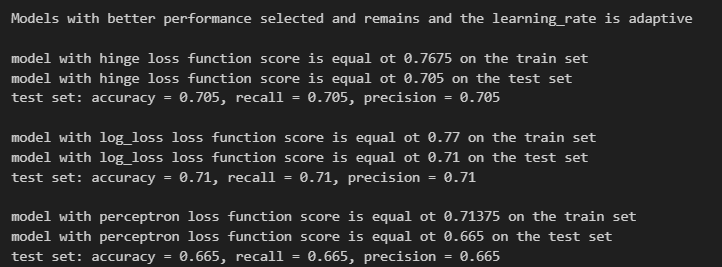 Models with better performance selected and remains and the learning_rate is adaptive
model with hinge loss function score is equal ot 0.7675 on the train set
model with hinge loss function score is equal ot 0.705 on the test set
test set: accuracy = 0.705, recall = 0.705, precision = 0.705
model with log_loss loss function score is equal ot 0.77 on the train set
model with log_loss loss function score is equal ot 0.71 on the test set
test set: accuracy = 0.71, recall = 0.71, precision = 0.71
model with perceptron loss function score is equal ot 0.71375 on the train set
model with perceptron loss function score is equal ot 0.665 on the test set
test set: accuracy = 0.665, recall = 0.665, precision = 0.665